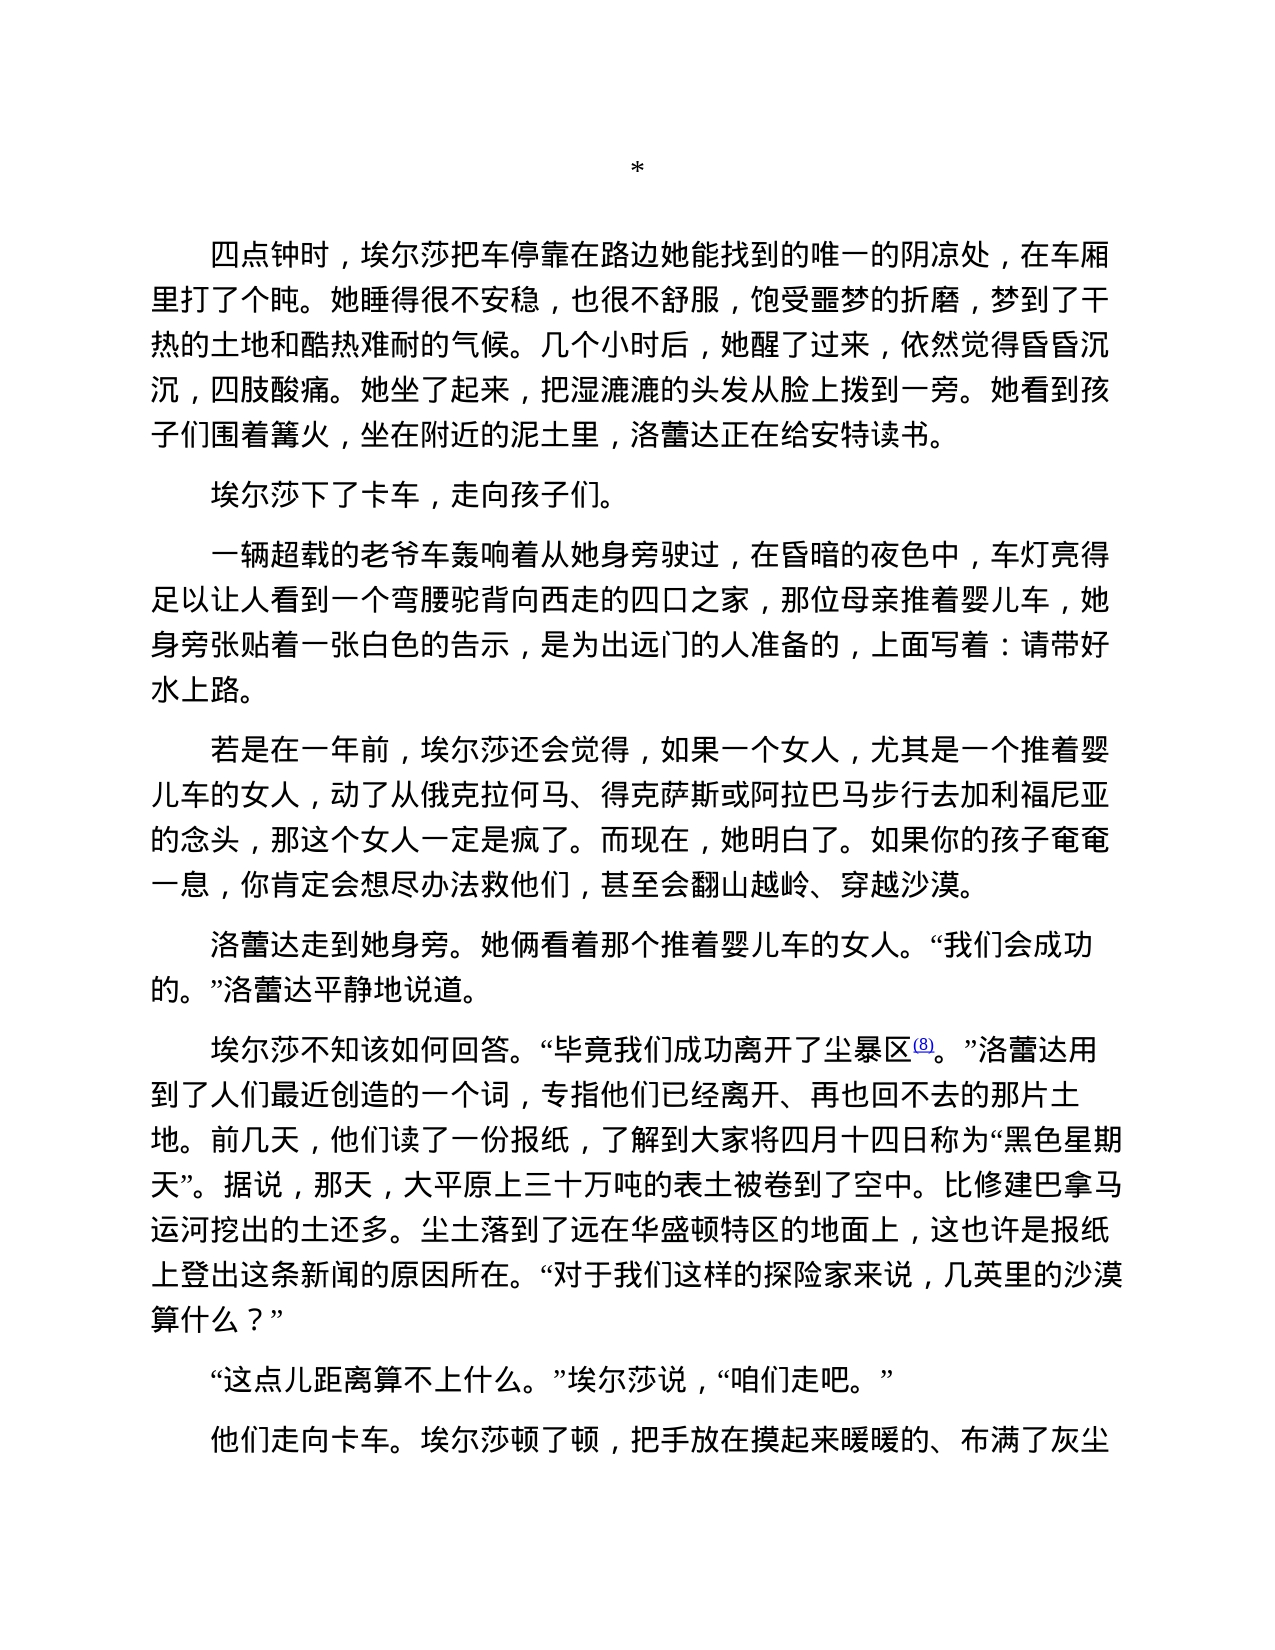 *
四点钟时，埃尔莎把车停靠在路边她能找到的唯一的阴凉处，在车厢
里打了个盹。她睡得很不安稳，也很不舒服，饱受噩梦的折磨，梦到了干
热的土地和酷热难耐的气候。几个小时后，她醒了过来，依然觉得昏昏沉
沉，四肢酸痛。她坐了起来，把湿漉漉的头发从脸上拨到一旁。她看到孩
子们围着篝火，坐在附近的泥土里，洛蕾达正在给安特读书。
埃尔莎下了卡车，走向孩子们。
一辆超载的老爷车轰响着从她身旁驶过，在昏暗的夜色中，车灯亮得
足以让人看到一个弯腰驼背向西走的四口之家，那位母亲推着婴儿车，她
身旁张贴着一张白色的告示，是为出远门的人准备的，上面写着：请带好
水上路。
若是在一年前，埃尔莎还会觉得，如果一个女人，尤其是一个推着婴
儿车的女人，动了从俄克拉何马、得克萨斯或阿拉巴马步行去加利福尼亚
的念头，那这个女人一定是疯了。而现在，她明白了。如果你的孩子奄奄
一息，你肯定会想尽办法救他们，甚至会翻山越岭、穿越沙漠。
洛蕾达走到她身旁。她俩看着那个推着婴儿车的女人。“我们会成功
的。”洛蕾达平静地说道。
埃尔莎不知该如何回答。“毕竟我们成功离开了尘暴区(8)。”洛蕾达用
到了人们最近创造的一个词，专指他们已经离开、再也回不去的那片土
地。前几天，他们读了一份报纸，了解到大家将四月十四日称为“黑色星期
天”。据说，那天，大平原上三十万吨的表土被卷到了空中。比修建巴拿马
运河挖出的土还多。尘土落到了远在华盛顿特区的地面上，这也许是报纸
上登出这条新闻的原因所在。“对于我们这样的探险家来说，几英里的沙漠
算什么？”
“这点儿距离算不上什么。”埃尔莎说，“咱们走吧。”
他们走向卡车。埃尔莎顿了顿，把手放在摸起来暖暖的、布满了灰尘